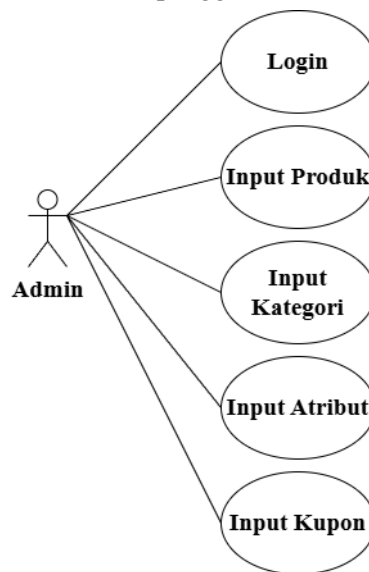 Login
Input Produk
Admin
Input
Kategori
Input Atribut
Input Kupon